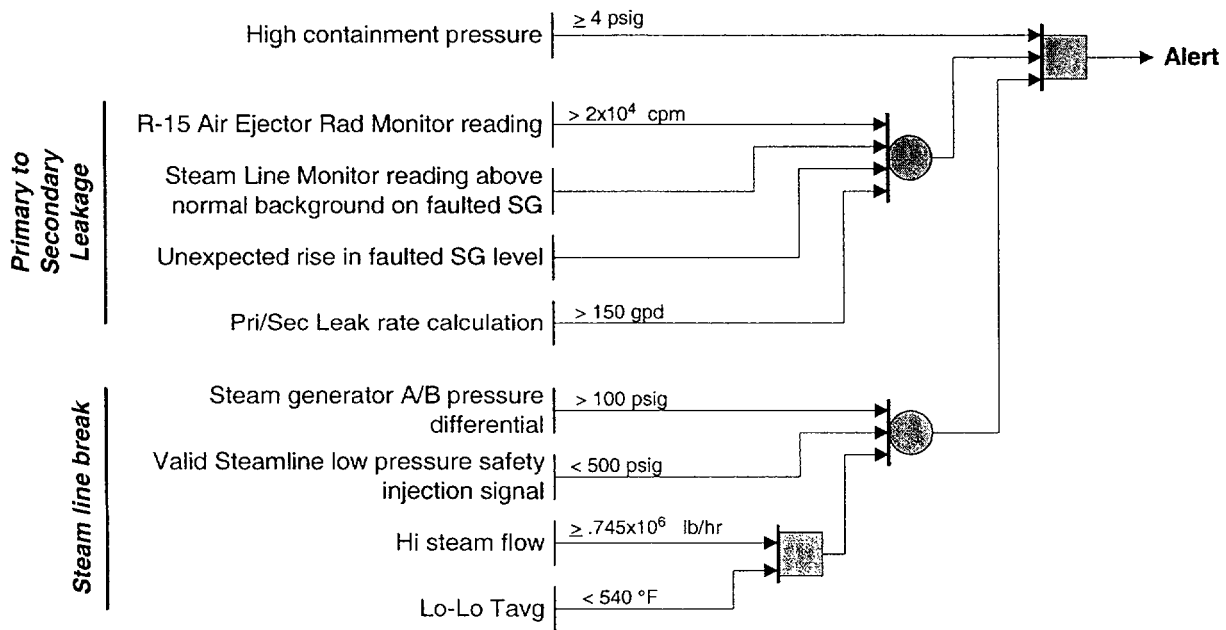 High containment pressure
≥ 4 psig
Alert
Primary to
Secondary
Leakage
R-15 Air Ejector Rad Monitor reading
> 2x10⁴ cpm
Steam Line Monitor reading above
normal background on faulted SG
Unexpected rise in faulted SG level
Pri/Sec Leak rate calculation
> 150 gpd
Steam line break
Steam generator A/B pressure
differential
> 100 psig
Valid Steamline low pressure safety
injection signal
< 500 psig
Hi steam flow
≥ .745x10⁶ lb/hr
Lo-Lo Tavg
< 540 °F